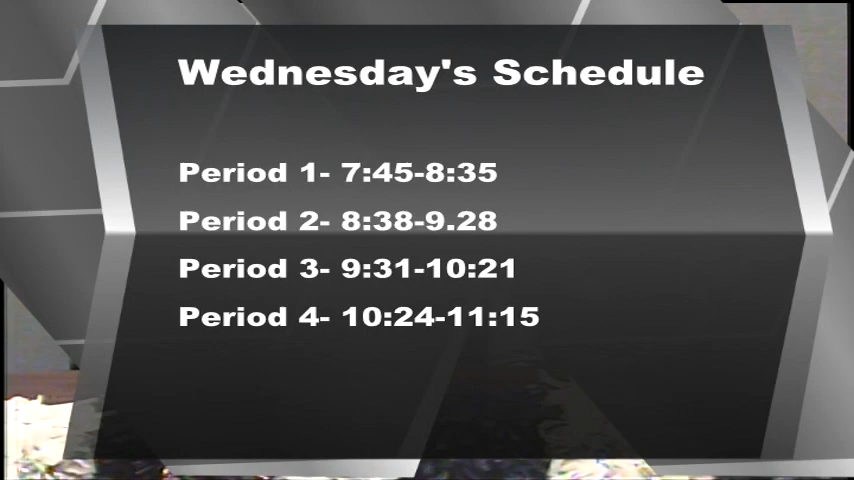 Wednesday's Schedule
Period 1- 7:45-8:35
Period 2- 8:38-9.28
Period 3- 9:31-10:21
Period 4- 10:24-11:15